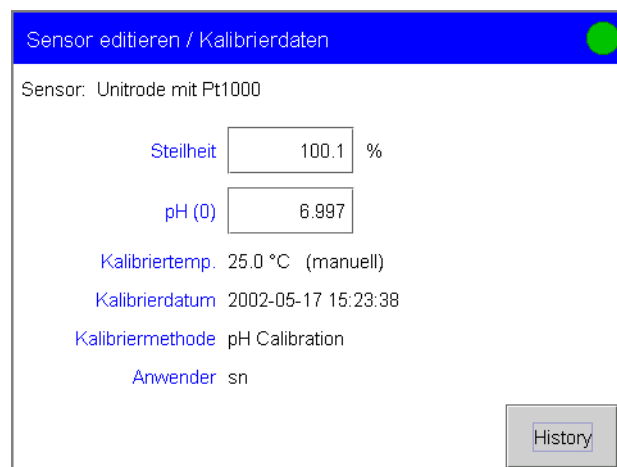 Sensor editieren / Kalibrierdaten
Sensor: Unitrode mit Pt1000
Steilheit 100.1 %
pH (0) 6.997
Kalibriertemp. 25.0 °C (manuell)
Kalibrierdatum 2002-05-17 15:23:38
Kalibriermethode pH Calibration
Anwender sn
History